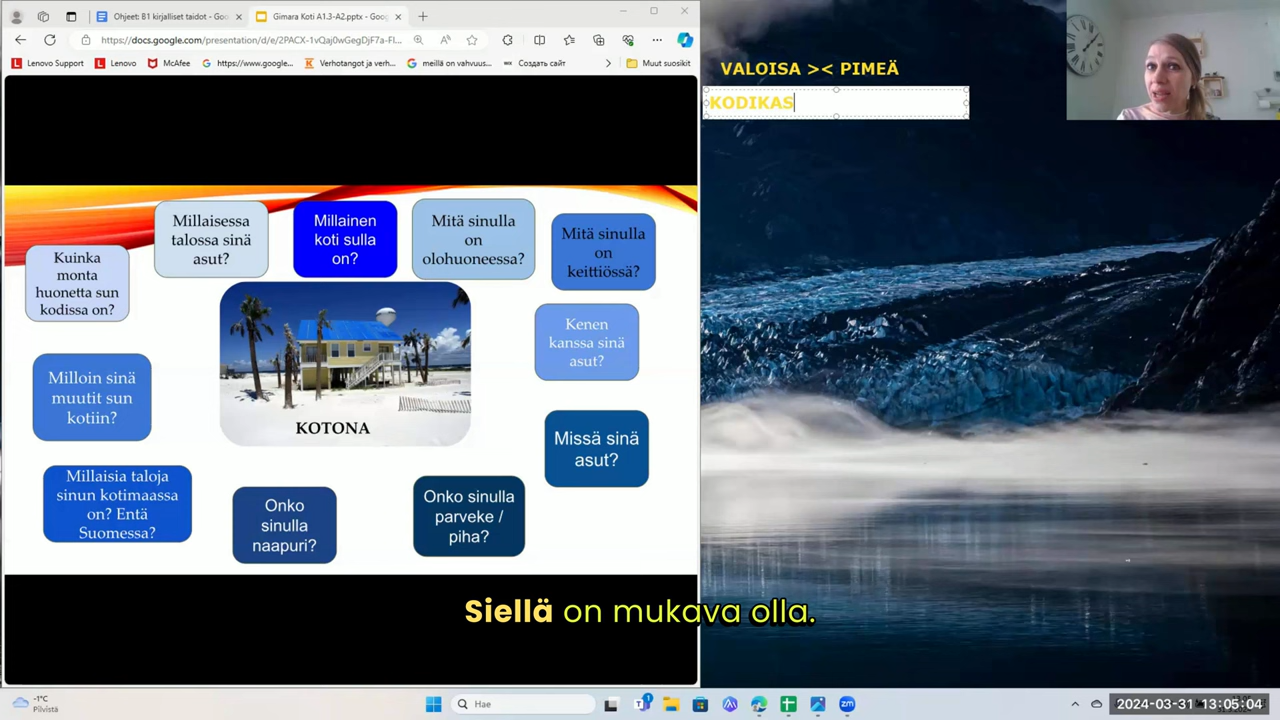 Ohjeet: B1 kirjalliset taidot - Goo
Gimara Koti A1.3-A2.pptx - Goog
https://docs.google.com/presentation/d/e/2PACX-1vQaj0wGegDjF7a-Fl...
Lenovo Support
Lenovo
McAfee
https://www.google...
Verhotangot ja verh...
meillä on vahvuus...
Создать сайт
Muut suosikit
VALOISA >< PIMEÄ
KODIKAS
Millaisessa
talossa sinä
asut?
Millainen
koti sulla
on?
Mitä sinulla
on
olohuoneessa?
Mitä sinulla
on
keittiössä?
Kuinka
monta
huonetta sun
kodissa on?
Kenen
kanssa sinä
asut?
Milloin sinä
muutit sun
kotiin?
KOTONA
Missä sinä
asut?
Millaisia taloja
sinun kotimaassa
on? Entä
Suomessa?
Onko
sinulla
naapuri?
Onko sinulla
parveke /
piha?
Siellä on mukava olla.
-1°C
Pilvistä
Hae
2024-03-31 13:05:04